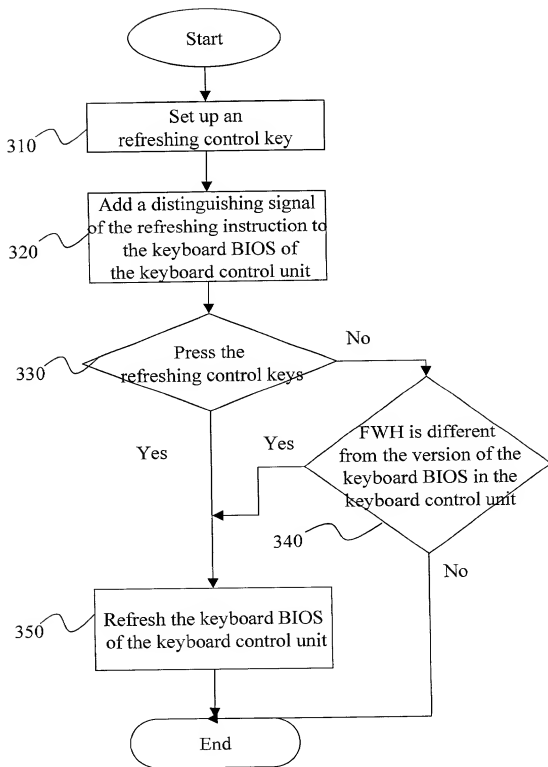 Start
Set up an
refreshing control key
310
Add a distinguishing signal
of the refreshing instruction to
the keyboard BIOS of
the keyboard control unit
320
No
Press the
refreshing control keys
330
FWH is different
from the version of the
keyboard BIOS in the
keyboard control unit
Yes
Yes
340
No
Refresh the keyboard BIOS
of the keyboard control unit
350
End